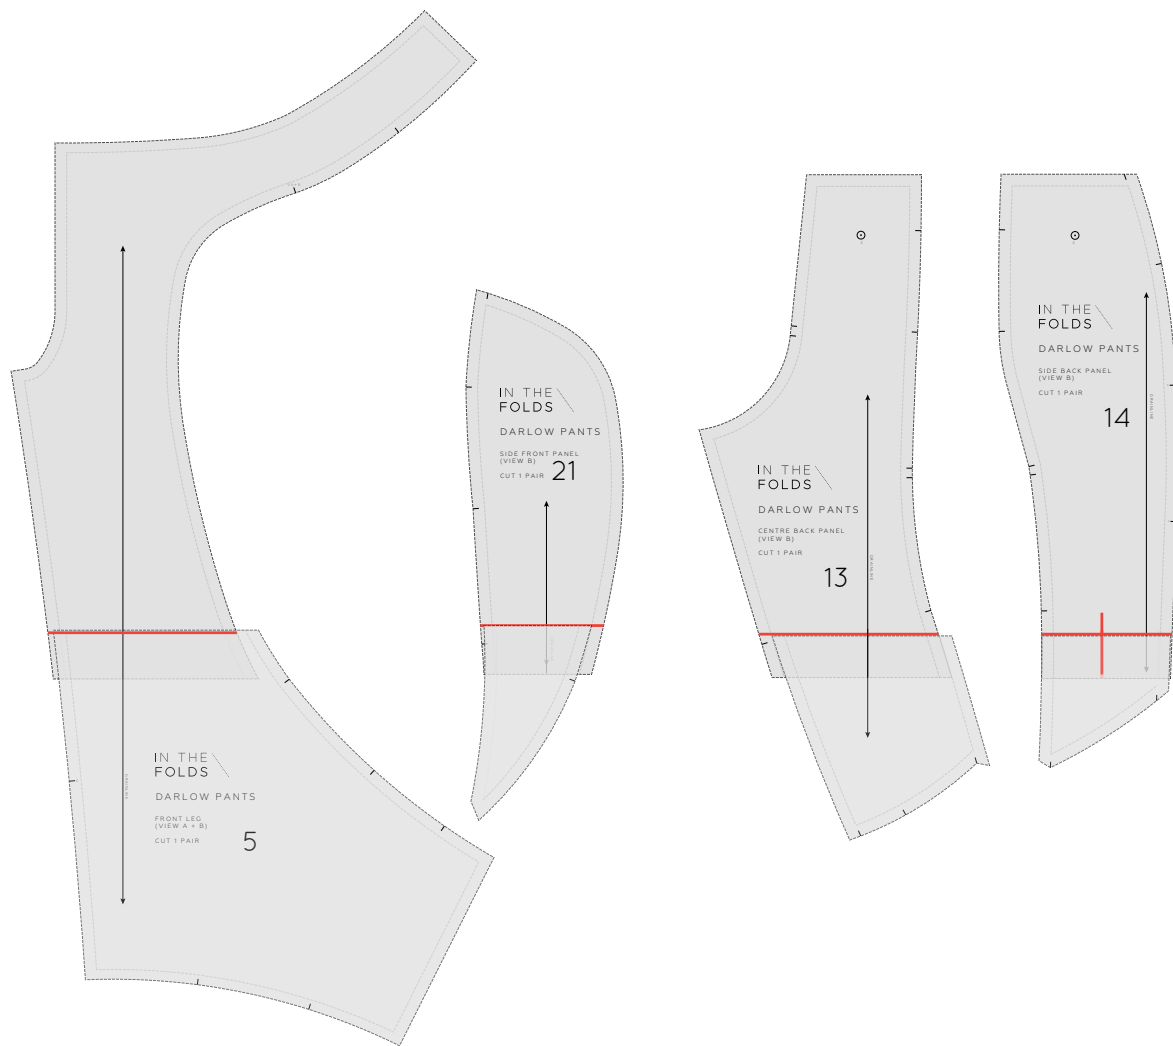 IN THE
FOLDS
DARLOW PANTS
FRONT LEG
(VIEW A + B)
CUT 1 PAIR
5
IN THE
FOLDS
DARLOW PANTS
SIDE FRONT PANEL
(VIEW B)
CUT 1 PAIR
21
IN THE
FOLDS
DARLOW PANTS
CENTRE BACK PANEL
(VIEW B)
CUT 1 PAIR
13
GRAINLINE
IN THE
FOLDS
DARLOW PANTS
SIDE BACK PANEL
(VIEW B)
CUT 1 PAIR
14
GRAINLINE